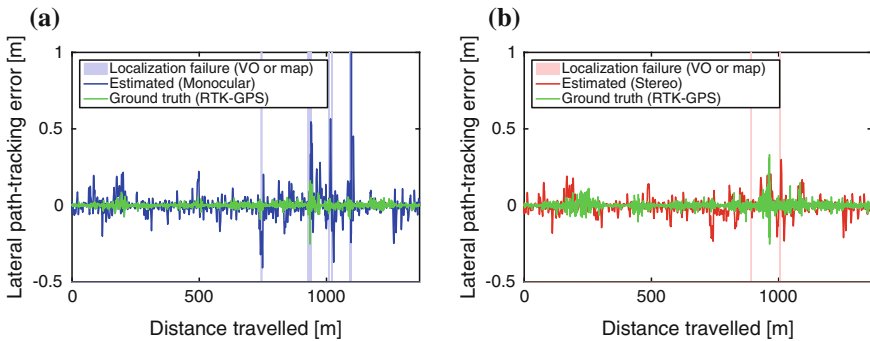 (a)
Lateral path-tracking error [m]
1
0.5
0
-0.5
Localization failure (VO or map)
Estimated (Monocular)
Ground truth (RTK-GPS)
0
500
1000
Distance travelled [m]
(b)
Lateral path-tracking error [m]
1
0.5
0
-0.5
Localization failure (VO or map)
Estimated (Stereo)
Ground truth (RTK-GPS)
0
500
1000
Distance travelled [m]